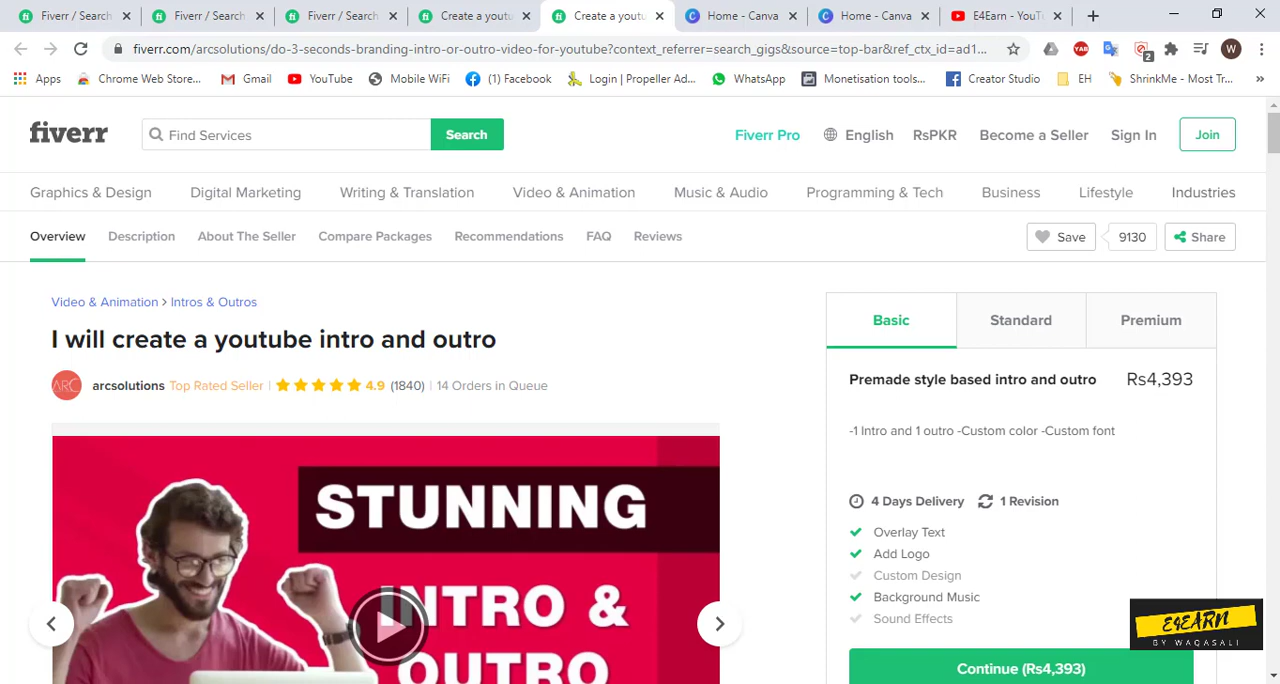 Fiverr / Search
Fiverr / Search
Fiverr / Search
Create a youtu
Create a youtu
Home - Canva
Home - Canva
E4Earn - YouT
fiverr.com/arcsolutions/do-3-seconds-branding-intro-or-outro-video-for-youtube?context_referrer=search_gigs&source=top-bar&ref_ctx_id=ad1...
YAB
2
W
Apps
Chrome Web Store...
Gmail
YouTube
Mobile WiFi
(1) Facebook
Login | Propeller Ad...
WhatsApp
Monetisation tools...
Creator Studio
EH
ShrinkMe - Most Tr...
»
fiverr
Find Services
Search
Fiverr Pro
English
RsPKR
Become a Seller
Sign In
Join
Graphics & Design
Digital Marketing
Writing & Translation
Video & Animation
Music & Audio
Programming & Tech
Business
Lifestyle
Industries
Overview
Description
About The Seller
Compare Packages
Recommendations
FAQ
Reviews
Save
9130
Share
Video & Animation > Intros & Outros
I will create a youtube intro and outro
ARC
arcsolutions Top Rated Seller | 4.9 (1840) | 14 Orders in Queue
STUNNING
INTRO &
OUTRO
Basic
Standard
Premium
Premade style based intro and outro
Rs4,393
-1 Intro and 1 outro -Custom color -Custom font
4 Days Delivery
1 Revision
Overlay Text
Add Logo
Custom Design
Background Music
Sound Effects
Continue (Rs4,393)
E4EARN
BY WAQASALI